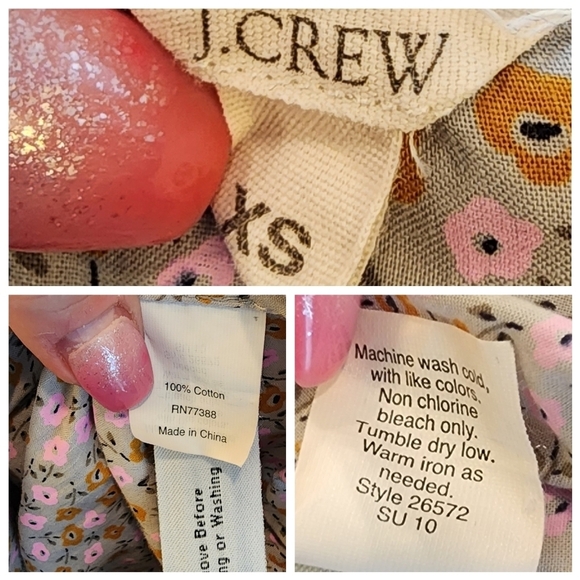 J.CREW
XS
100% Cotton
RN77388
Made in China
ove Before
ng or Washing
Machine wash cold,
with like colors.
Non chlorine
bleach only.
Tumble dry low.
Warm iron as
needed.
Style 26572
SU 10